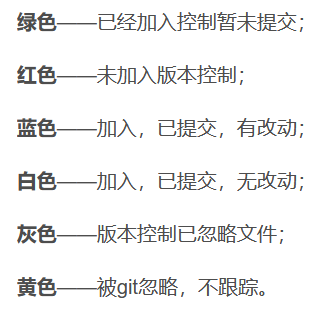 绿色——已经加入控制暂未提交；
红色——未加入版本控制；
蓝色——加入，已提交，有改动；
白色——加入，已提交，无改动；
灰色——版本控制已忽略文件；
黄色——被git忽略，不跟踪。